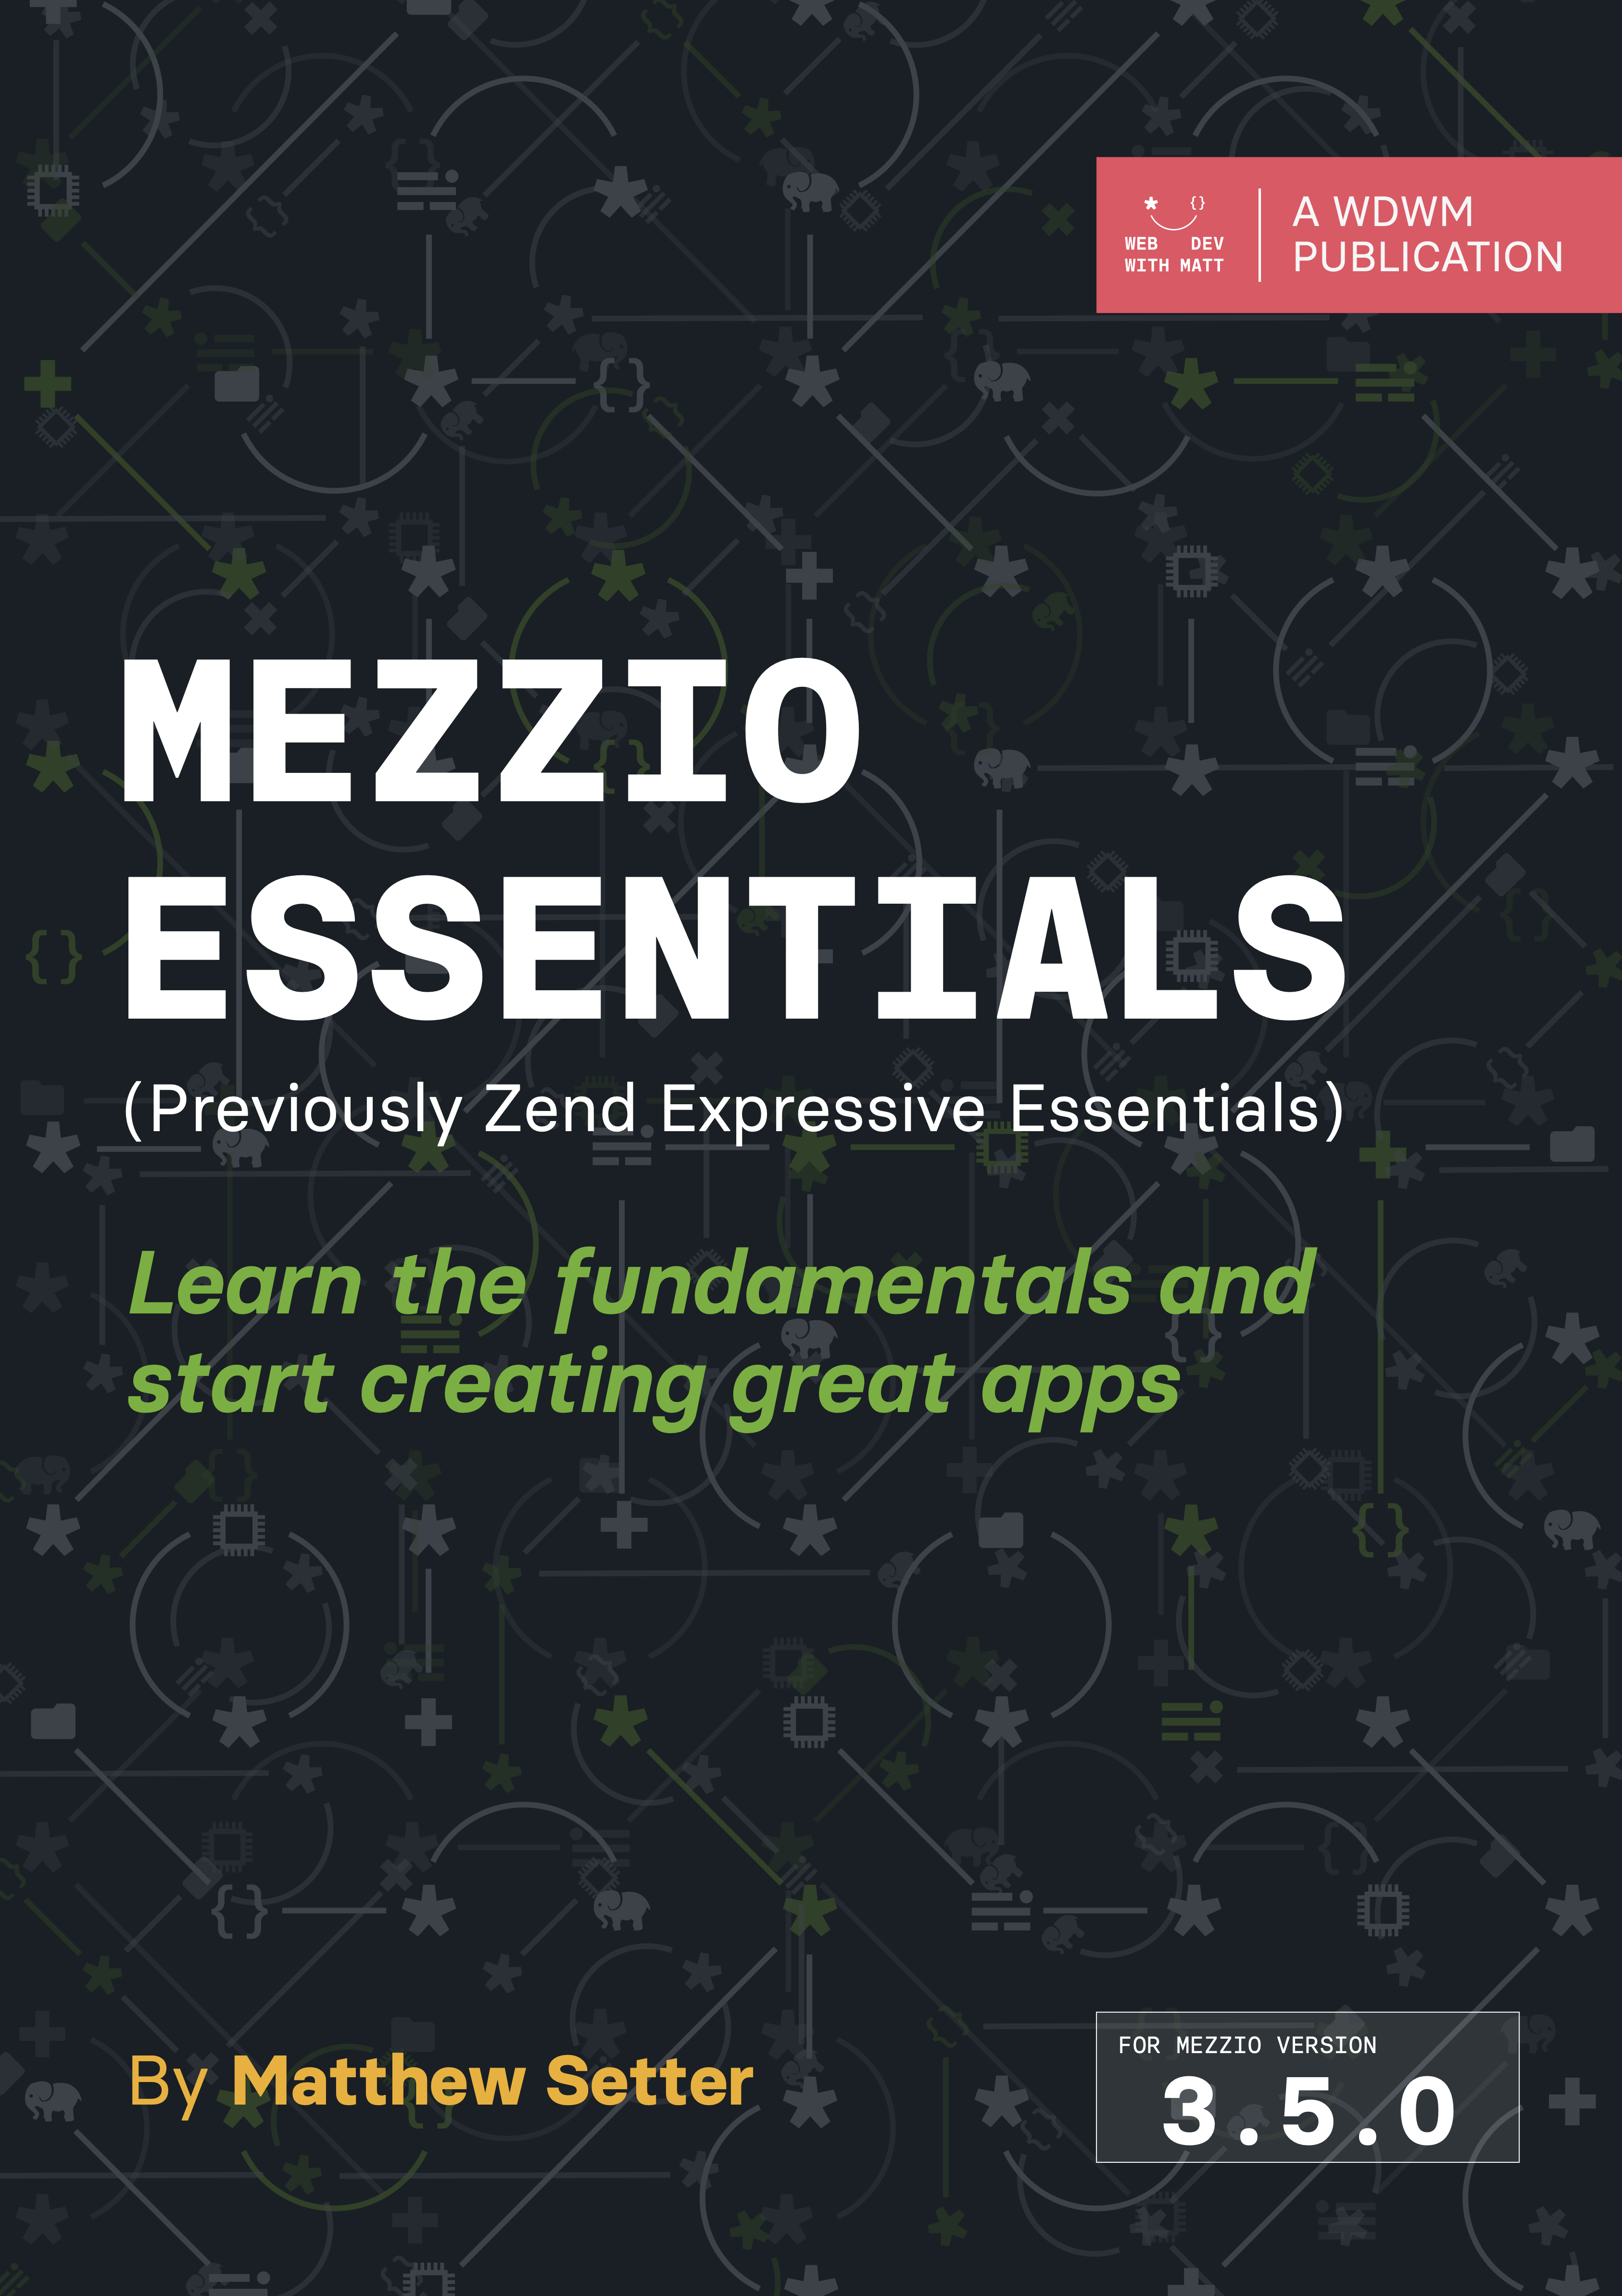 WEB DEV
WITH MATT
A WDWM
PUBLICATION
MEZZIO
ESSENTIALS
(Previously Zend Expressive Essentials)
Learn the fundamentals and
start creating great apps
By Matthew Setter
FOR MEZZIO VERSION
3.5.0